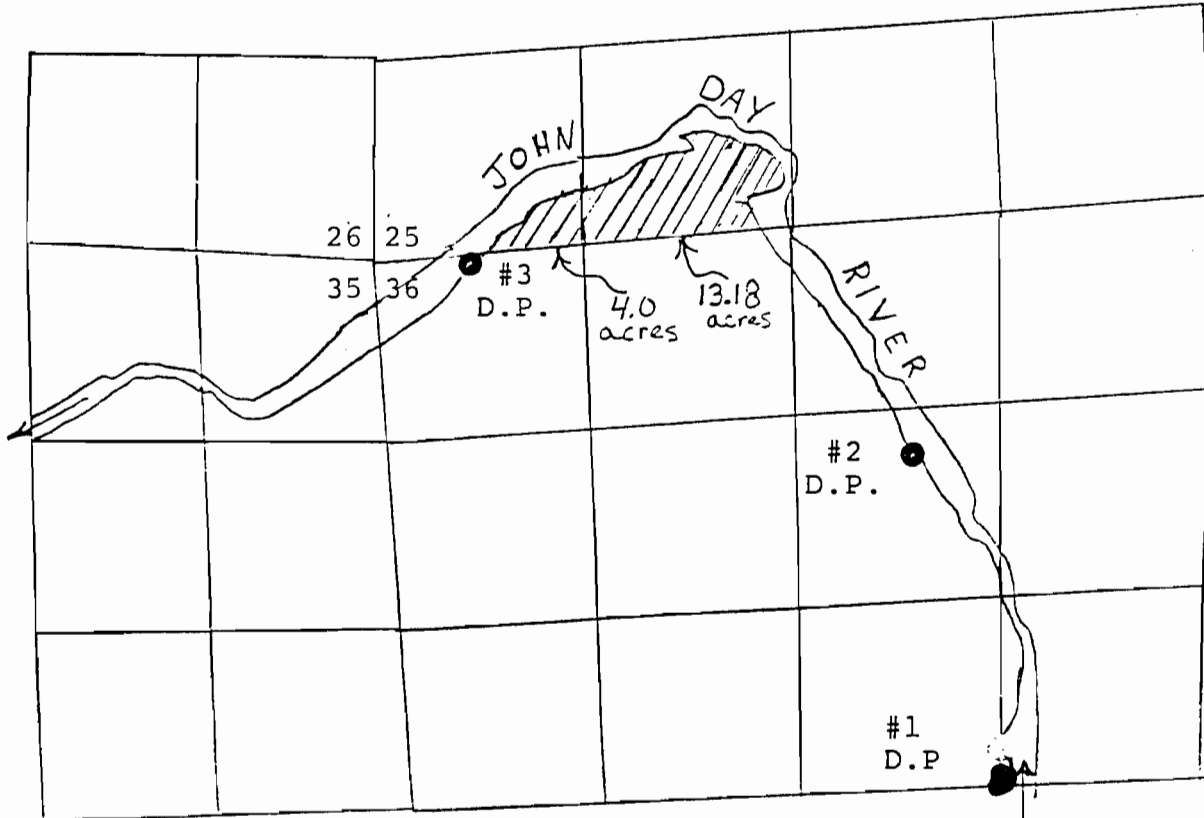 JOHN DAY
RIVER
26 25
35 36
#3
D.P.
4.0
acres
13.18
acres
#2
D.P.
#1
D.P